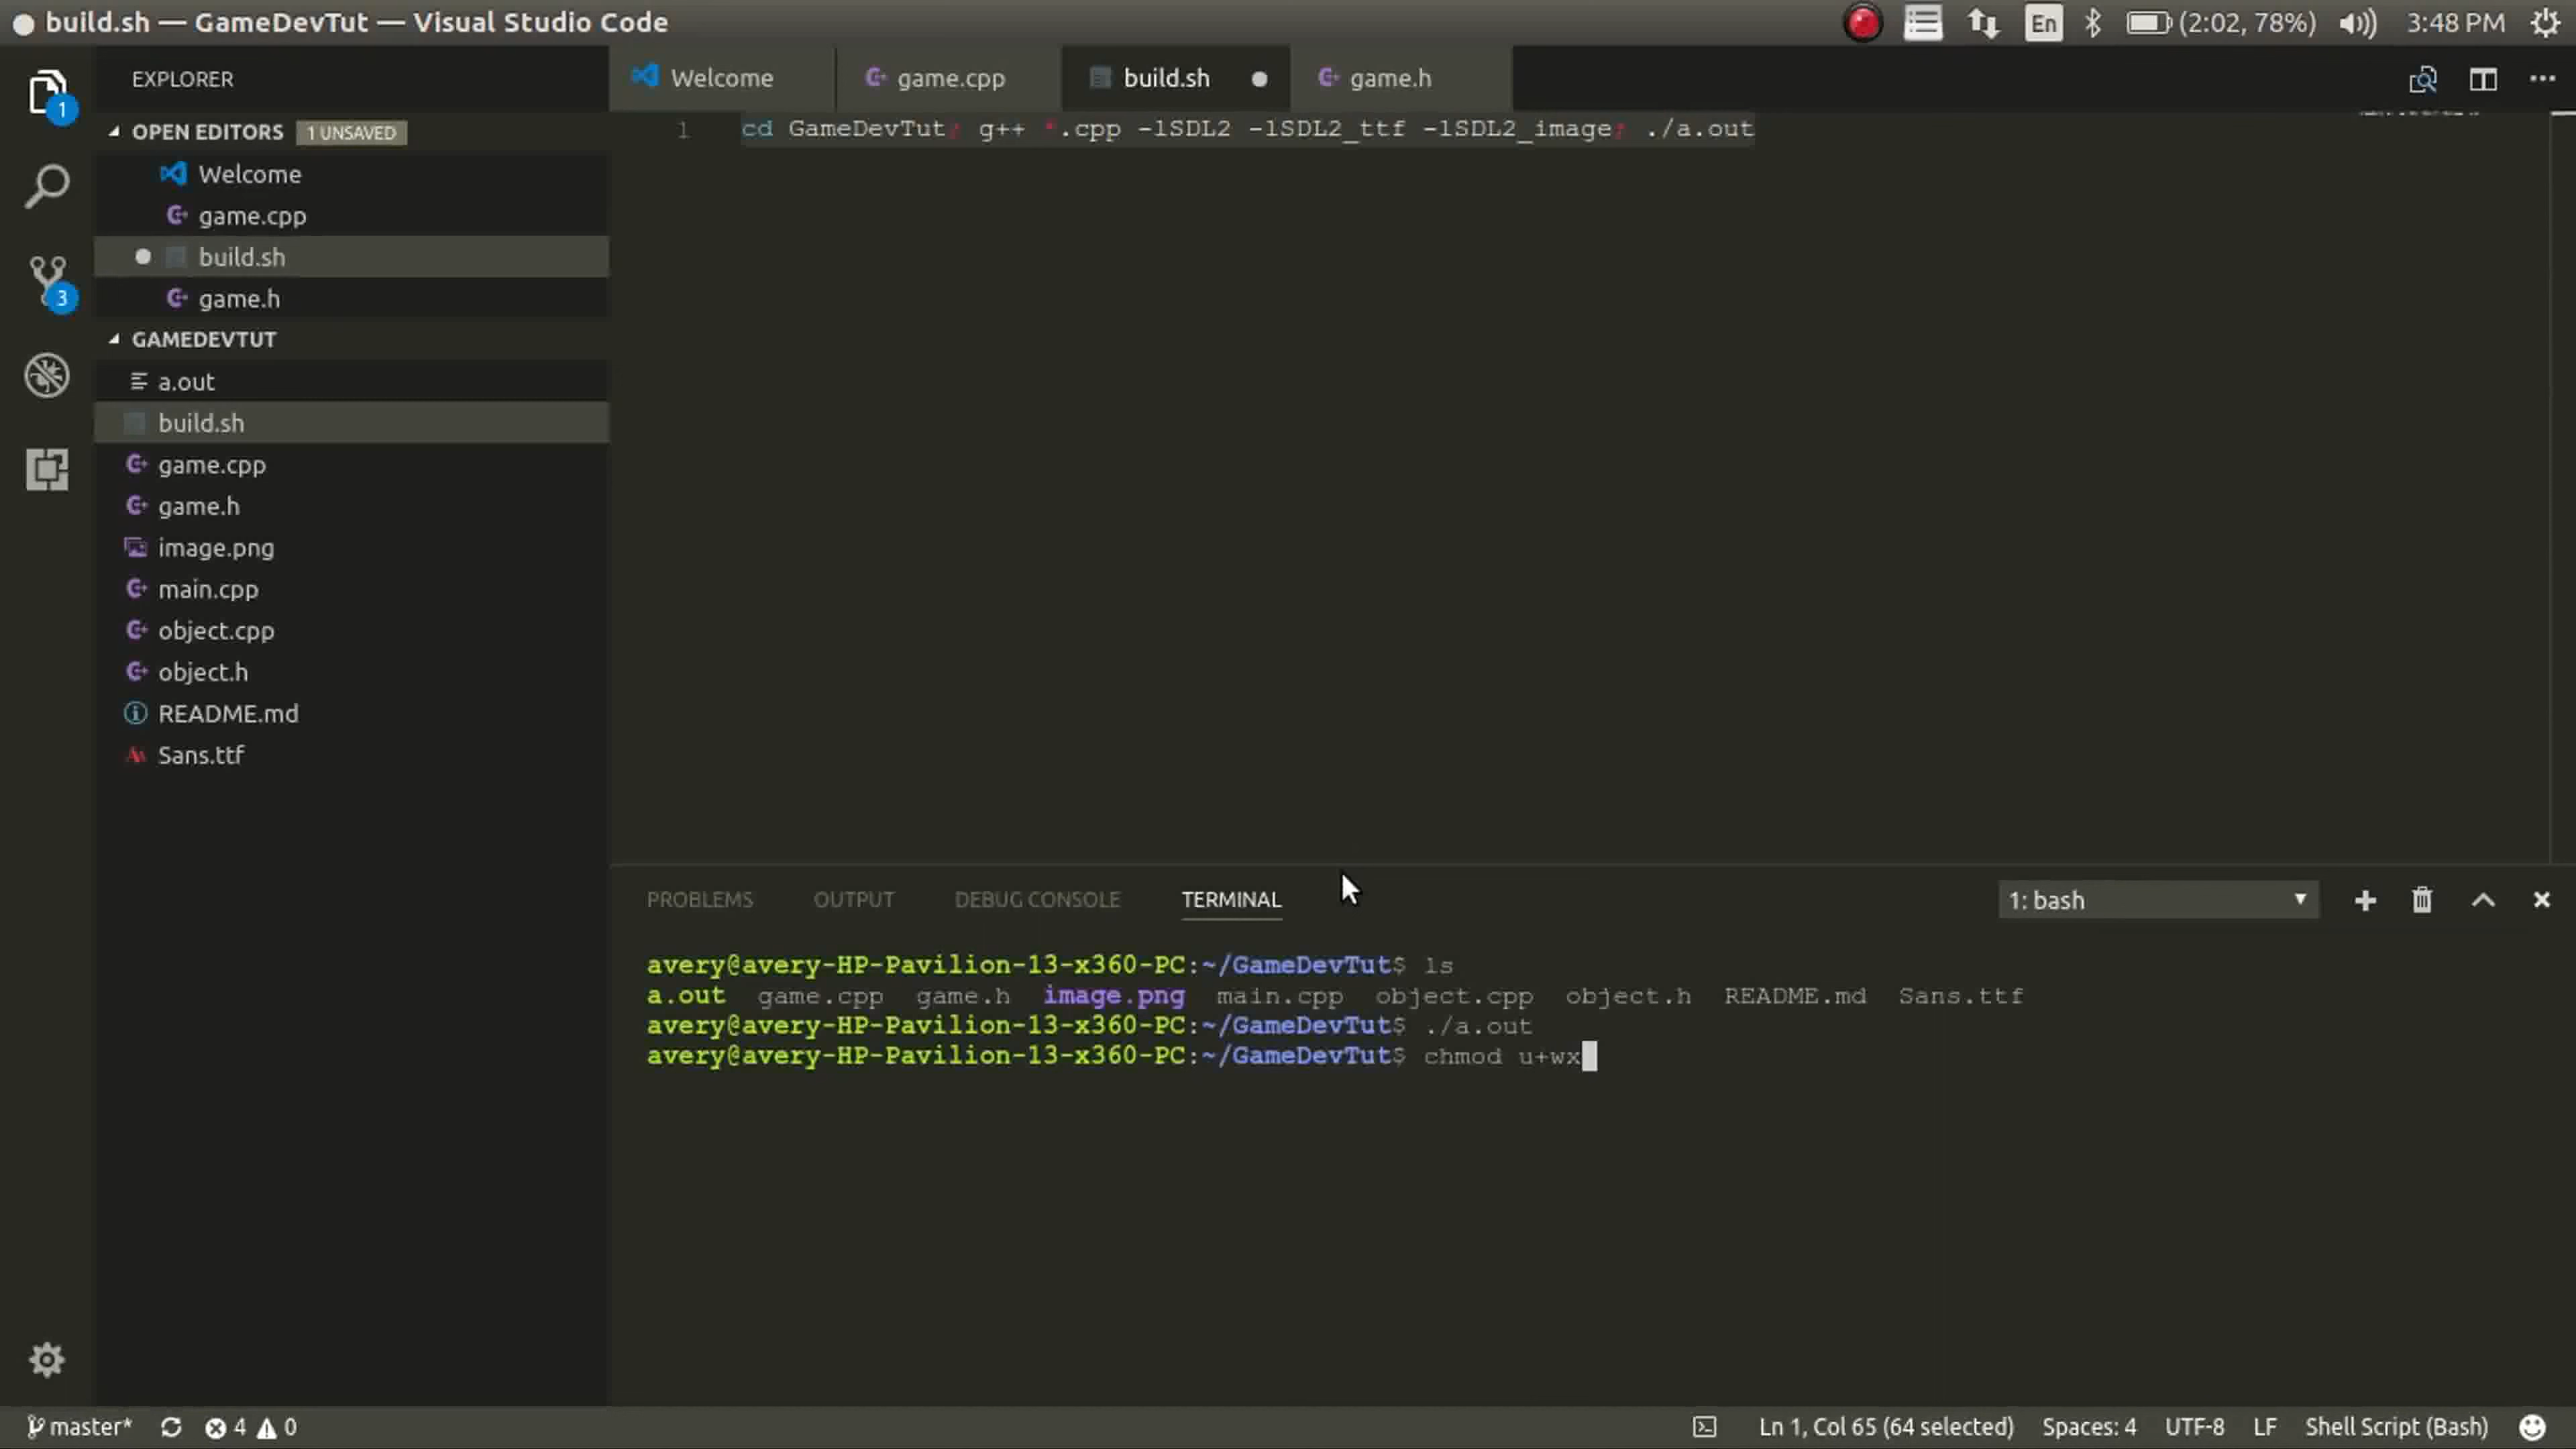 build.sh — GameDevTut — Visual Studio Code
En (2:02, 78%) 3:48 PM
EXPLORER
Welcome game.cpp build.sh game.h
OPEN EDITORS 1 UNSAVED
Welcome
game.cpp
build.sh
game.h
1 cd GameDevTut; g++ *.cpp -lSDL2 -lSDL2_ttf -lSDL2_image; ./a.out
1
3
GAMEDEVTUT
a.out
build.sh
game.cpp
game.h
image.png
main.cpp
object.cpp
object.h
README.md
Sans.ttf
PROBLEMS OUTPUT DEBUG CONSOLE TERMINAL 1: bash
avery@avery-HP-Pavilion-13-x360-PC:~/GameDevTut$ ls
a.out game.cpp game.h image.png main.cpp object.cpp object.h README.md Sans.ttf
avery@avery-HP-Pavilion-13-x360-PC:~/GameDevTut$ ./a.out
avery@avery-HP-Pavilion-13-x360-PC:~/GameDevTut$ chmod u+wx
master* 4 0 Ln 1, Col 65 (64 selected) Spaces: 4 UTF-8 LF Shell Script (Bash)